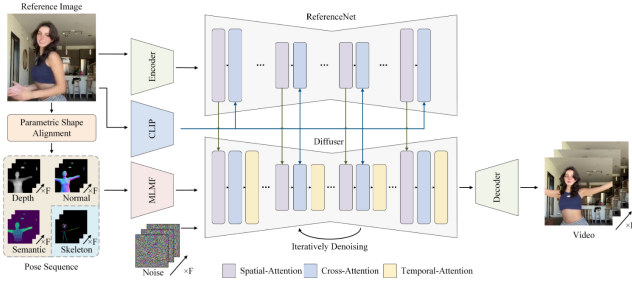 Reference Image
ReferenceNet
Encoder
Parametric Shape
Alignment
CLIP
Diffuser
Depth
×F
Normal
×F
MLMF
Decoder
×F
Semantic
×F
Skeleton
×F
Video
Pose Sequence
Noise
×F
Iteratively Denoising
Spatial-Attention
Cross-Attention
Temporal-Attention